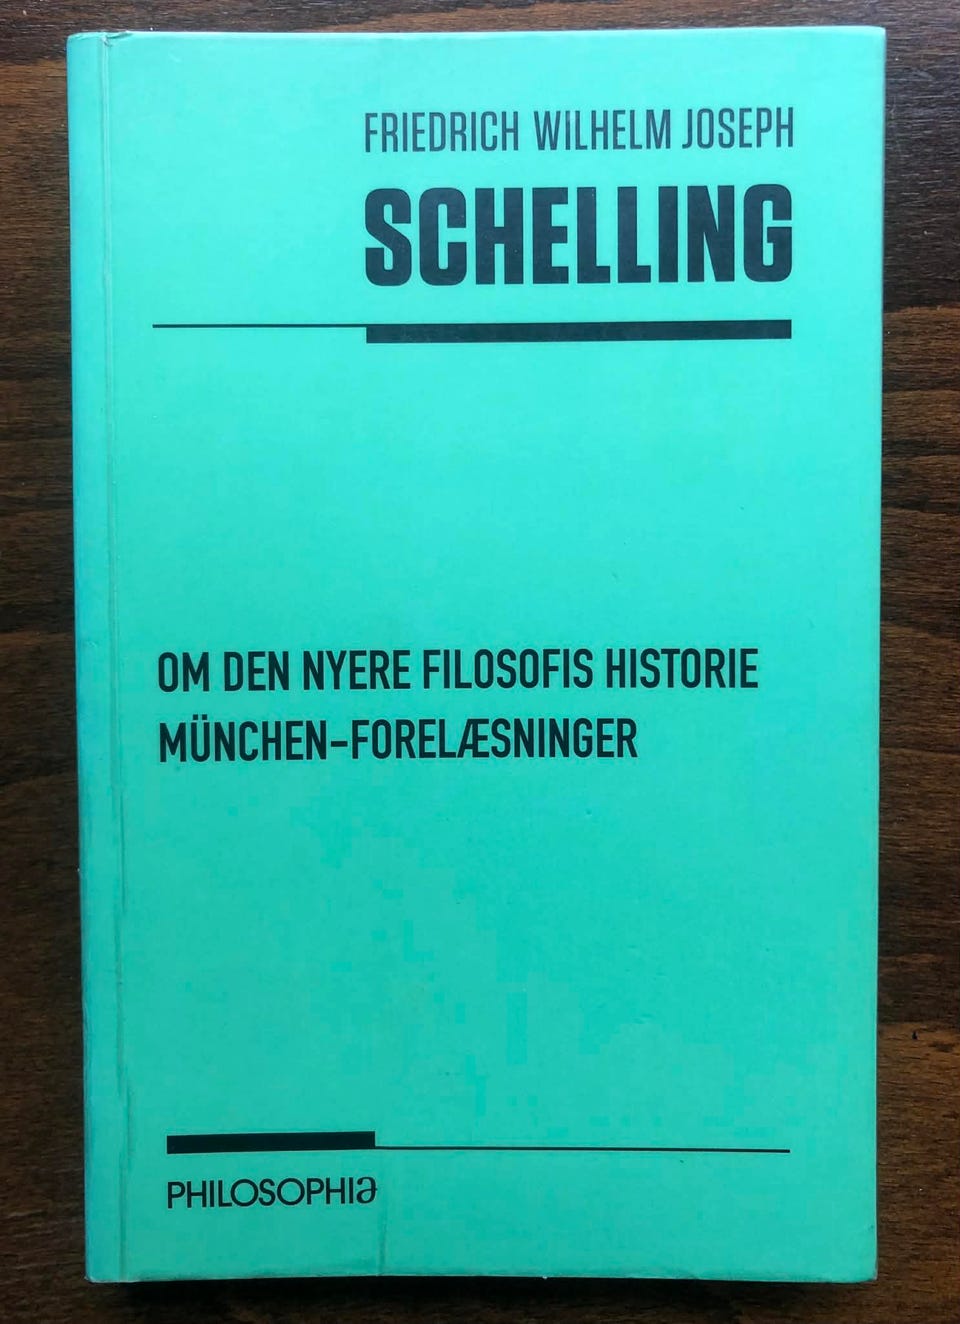 FRIEDRICH WILHELM JOSEPH
SCHELLING
OM DEN NYERE FILOSOFIS HISTORIE
MÜNCHEN-FORELÆSNINGER
PHILOSOPHIA